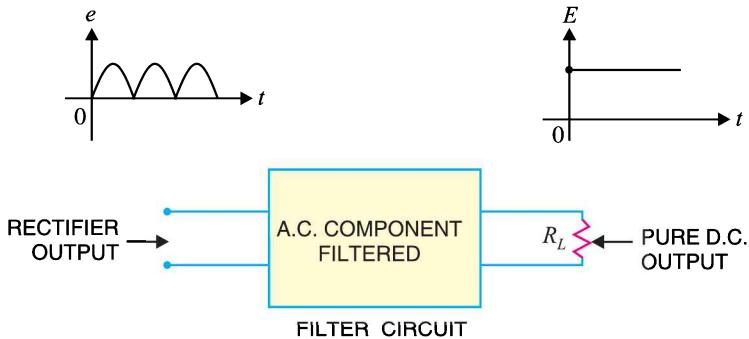 e
t
0
E
t
0
RECTIFIER
OUTPUT
A.C. COMPONENT
FILTERED
R_L
PURE D.C.
OUTPUT
FILTER CIRCUIT